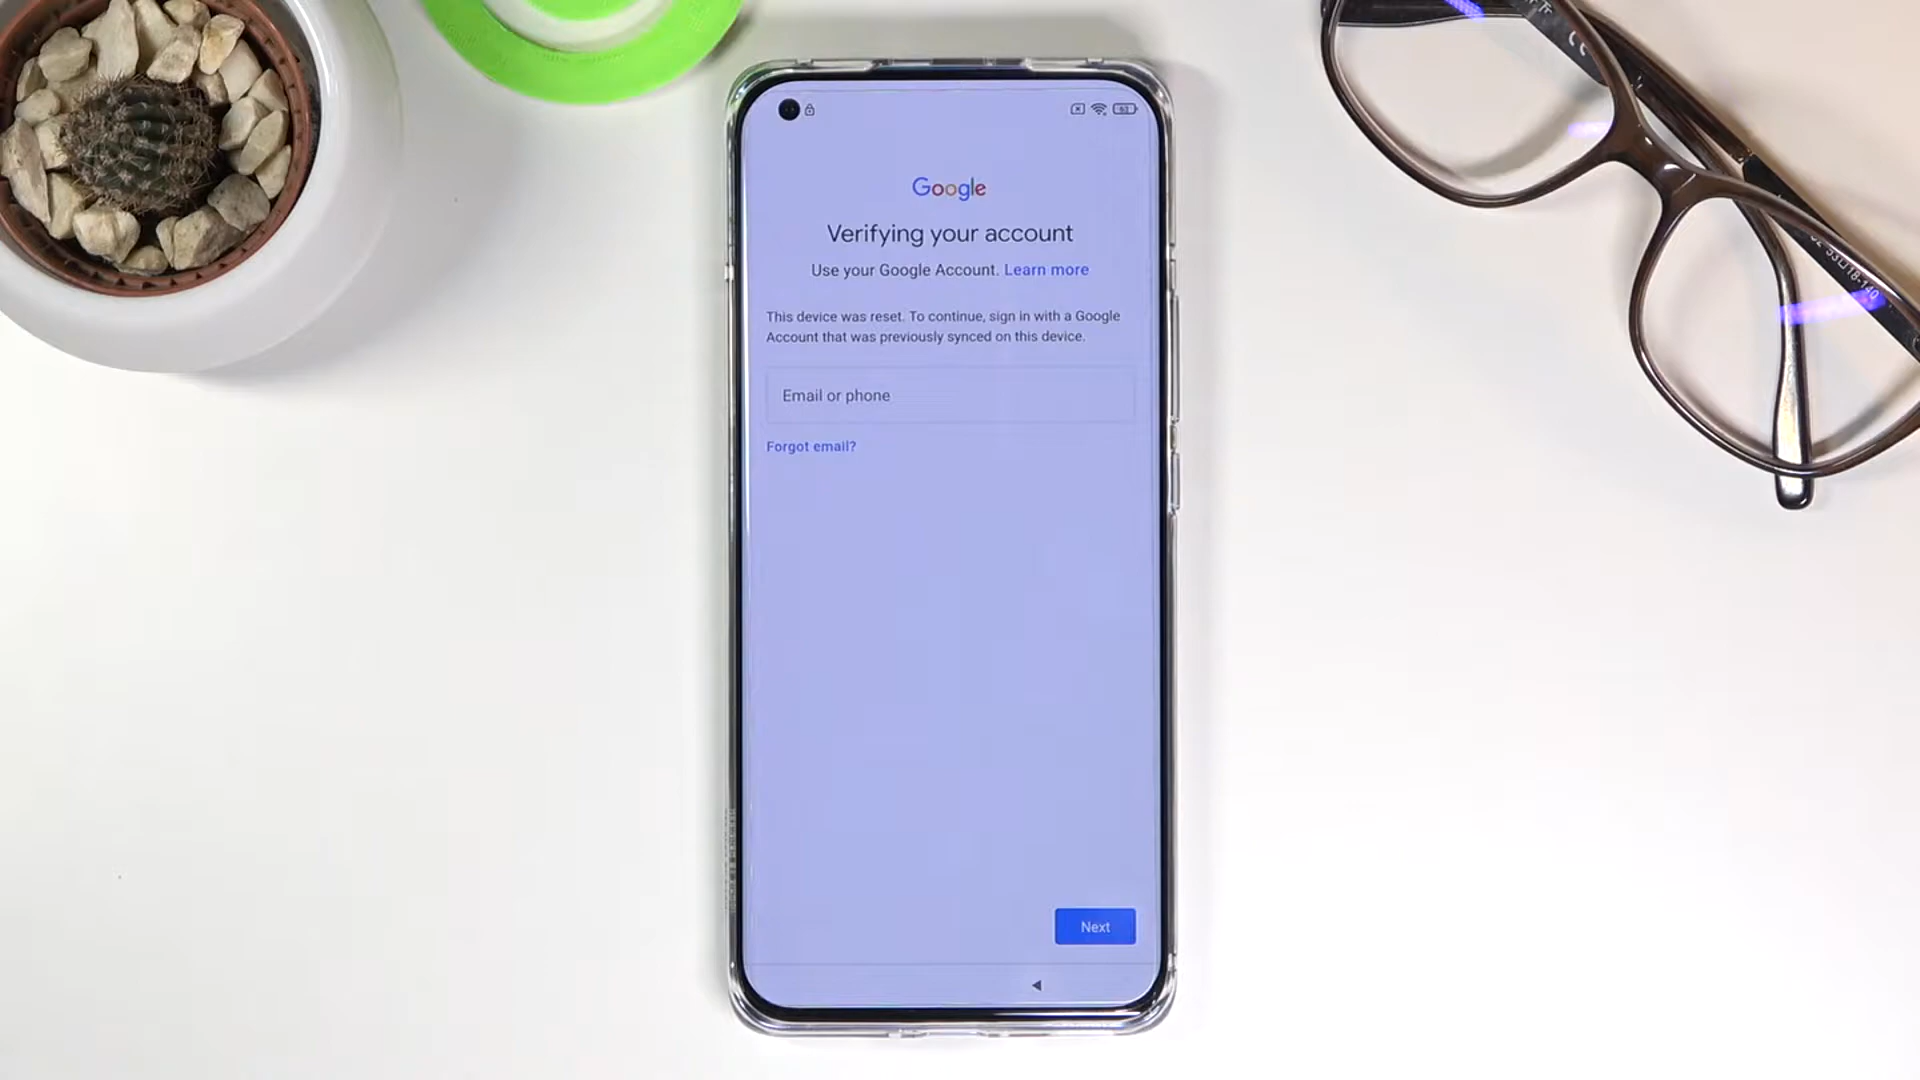 63
Google
Verifying your account
Use your Google Account. Learn more
This device was reset. To continue, sign in with a Google
Account that was previously synced on this device.
Email or phone
Forgot email?
Next